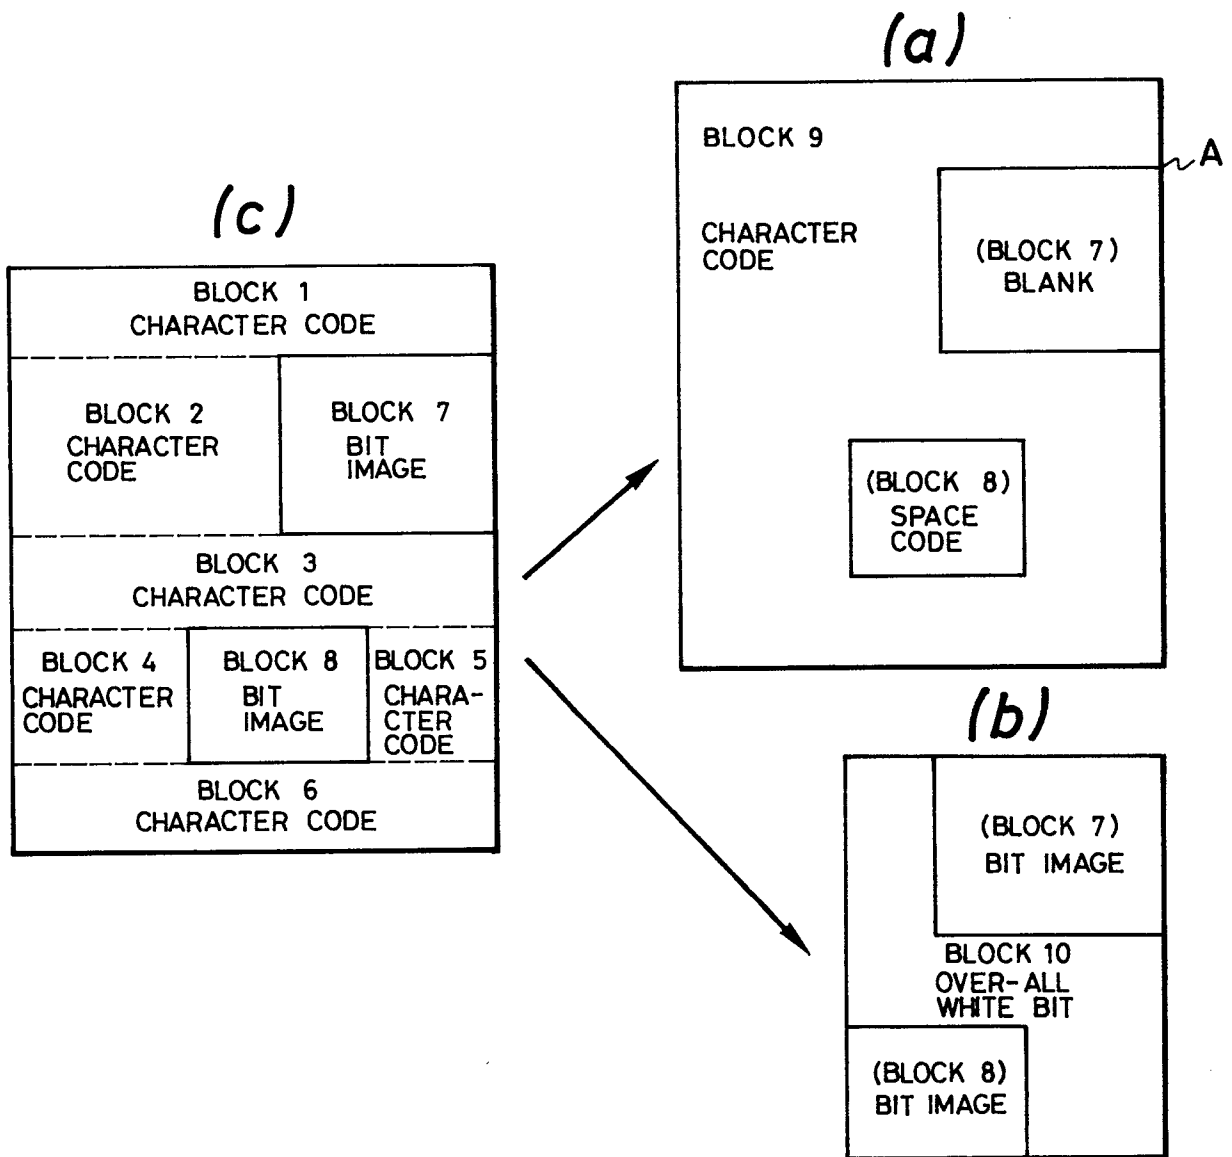 (c)
BLOCK 1
CHARACTER CODE
BLOCK 2
CHARACTER
CODE
BLOCK 7
BIT
IMAGE
BLOCK 3
CHARACTER CODE
BLOCK 4
CHARACTER
CODE
BLOCK 8
BIT
IMAGE
BLOCK 5
CHARA-
CTER
CODE
BLOCK 6
CHARACTER CODE
(a)
BLOCK 9
CHARACTER
CODE
A
(BLOCK 7)
BLANK
(BLOCK 8)
SPACE
CODE
(b)
(BLOCK 7)
BIT IMAGE
BLOCK 10
OVER-ALL
WHITE BIT
(BLOCK 8)
BIT IMAGE